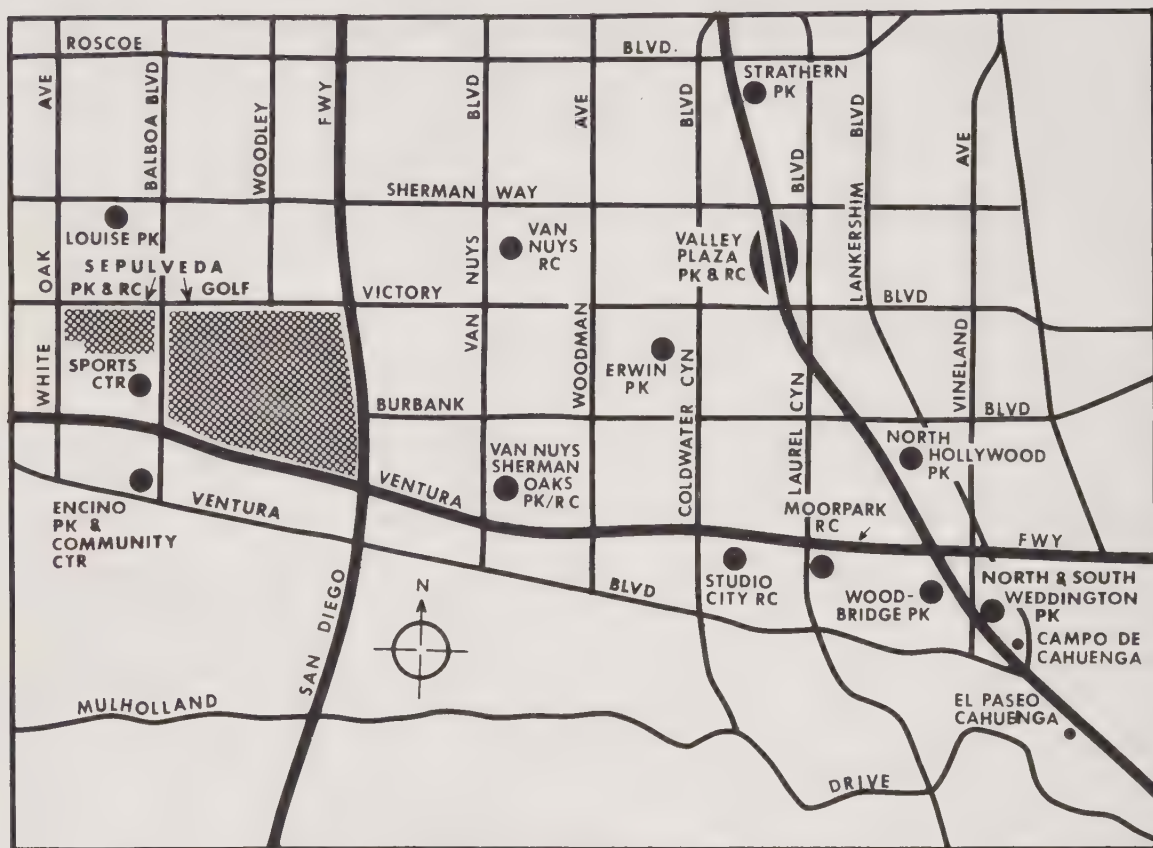 ROSCOE
BLVD.
AVE
BALBOA BLVD
WOODLEY
FWY
BLVD
AVE
BLVD
STRATHERN
PK
BLVD
BLVD
AVE
SHERMAN WAY
LOUISE PK
VAN
NUYS
RC
VALLEY
PLAZA
PK & RC
LANKERSHIM
OAK
SEPULVEDA
PK & RC
GOLF
NUYS
VICTORY
BLVD
WHITE
SPORTS
CTR
VAN
WOODMAN
ERWIN
PK
COLDWATER CYN
LAUREL CYN
VINELAND
BURBANK
BLVD
NORTH
HOLLYWOOD
PK
VAN NUYS
SHERMAN
OAKS
PK/RC
VENTURA
MOORPARK
RC
FWY
ENCINO
PK &
COMMUNITY
CTR
VENTURA
BLVD
STUDIO
CITY RC
WOOD-
BRIDGE PK
NORTH & SOUTH
WEDDINGTON
PK
CAMPO DE
CAHUENGA
SAN DIEGO
N
MULHOLLAND
EL PASEO
CAHUENGA
DRIVE